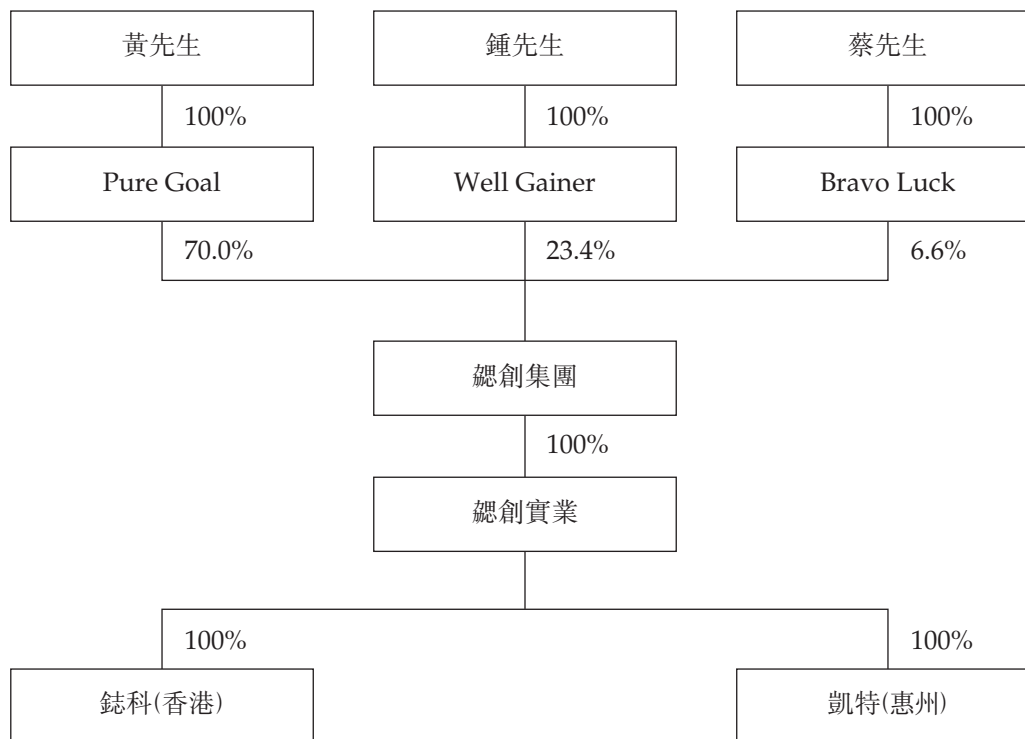 黃先生
鍾先生
蔡先生
100%
100%
100%
Pure Goal
Well Gainer
Bravo Luck
70.0%
23.4%
6.6%
勰創集團
100%
勰創實業
100%
100%
鋕科(香港)
凱特(惠州)